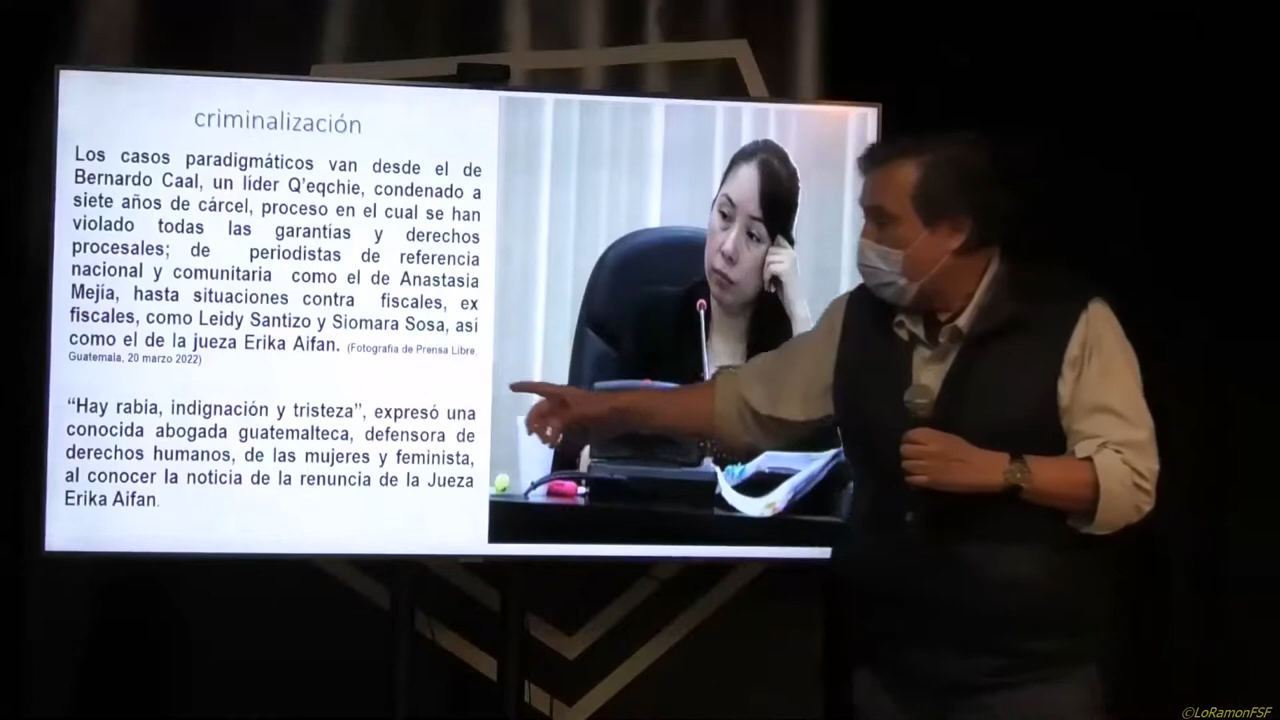 criminalización
Los casos paradigmáticos van desde el de
Bernardo Caal, un líder Q'eqchie, condenado a
siete años de cárcel, proceso en el cual se han
violado todas las garantías y derechos
procesales; de periodistas de referencia
nacional y comunitaria como el de Anastasia
Mejía, hasta situaciones contra fiscales, ex
fiscales, como Leidy Santizo y Siomara Sosa, así
como el de la jueza Erika Aifan. (Fotografía de Prensa Libre,
Guatemala, 20 marzo 2022)
“Hay rabia, indignación y tristeza”, expresó una
conocida abogada guatemalteca, defensora de
derechos humanos, de las mujeres y feminista,
al conocer la noticia de la renuncia de la Jueza
Erika Aifan.
©LoRamonFSF